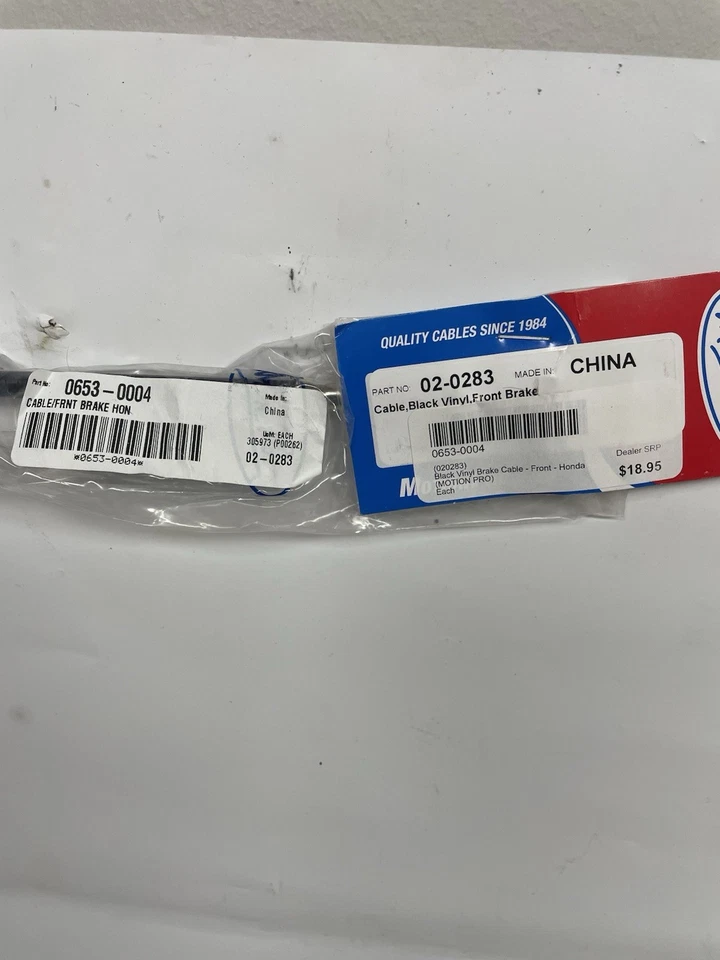 Part No:
0653-0004
CABLE/FRNT BRAKE HON
*0653-0004*
Made In:
China
UoM: EACH
305973 (P00262)
02-0283
QUALITY CABLES SINCE 1984
PART NO 02-0283 MADE IN CHINA
Cable,Black Vinyl,Front Brake
0653-0004
(020283)
Black Vinyl Brake Cable - Front - Honda
(MOTION PRO)
Each
Dealer SRP
$18.95